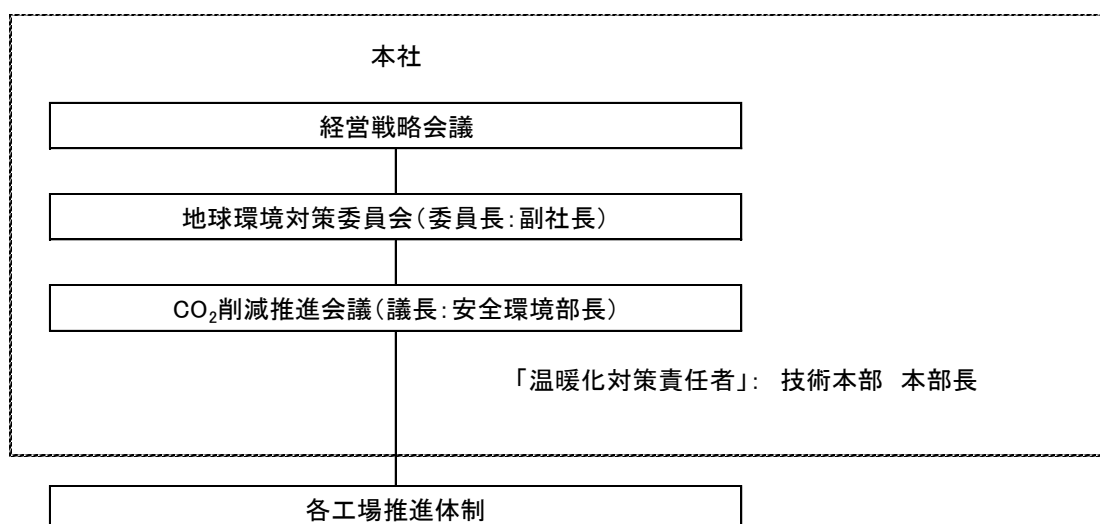 本社
経営戦略会議
地球環境対策委員会(委員長:副社長)
CO₂削減推進会議(議長:安全環境部長)
「温暖化対策責任者」: 技術本部 本部長
各工場推進体制